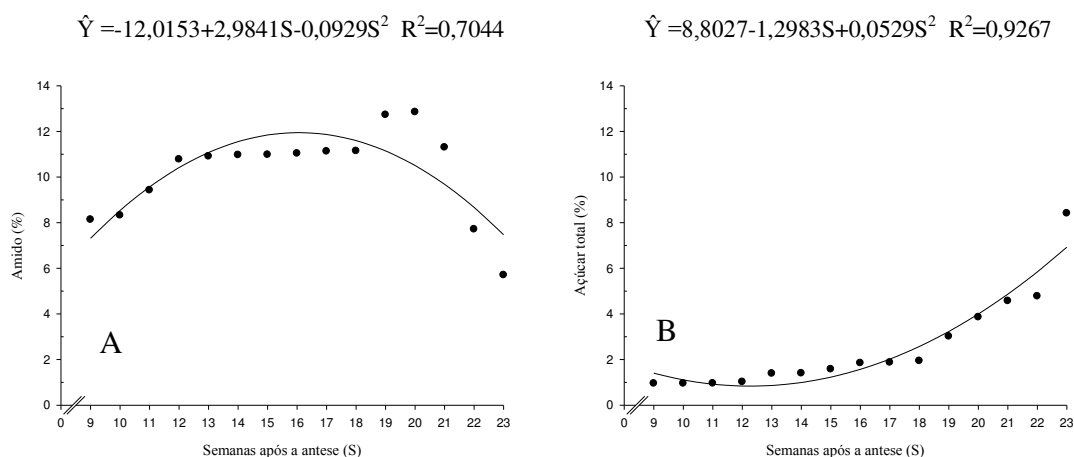 Ŷ =-12,0153+2,9841S-0,0929S² R²=0,7044
14
12
10
8
6
4
2
0
Amido (%)
A
0 9 10 11 12 13 14 15 16 17 18 19 20 21 22 23
Semanas após a antese (S)
Ŷ =8,8027-1,2983S+0,0529S² R²=0,9267
14
12
10
8
6
4
2
0
Açúcar total (%)
B
0 9 10 11 12 13 14 15 16 17 18 19 20 21 22 23
Semanas após a antese (S)